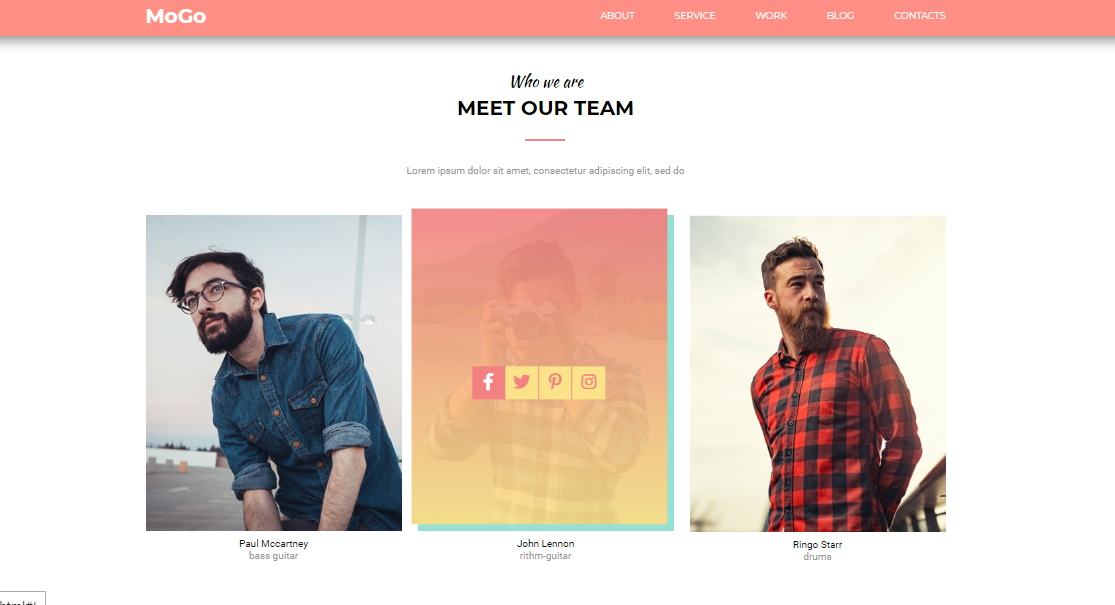 MoGo
ABOUT SERVICE WORK BLOG CONTACTS
Who we are
MEET OUR TEAM
Lorem ipsum dolor sit amet, consectetur adipiscing elit, sed do
Paul Mccartney
bass guitar
John Lennon
rithm-guitar
Ringo Starr
drums